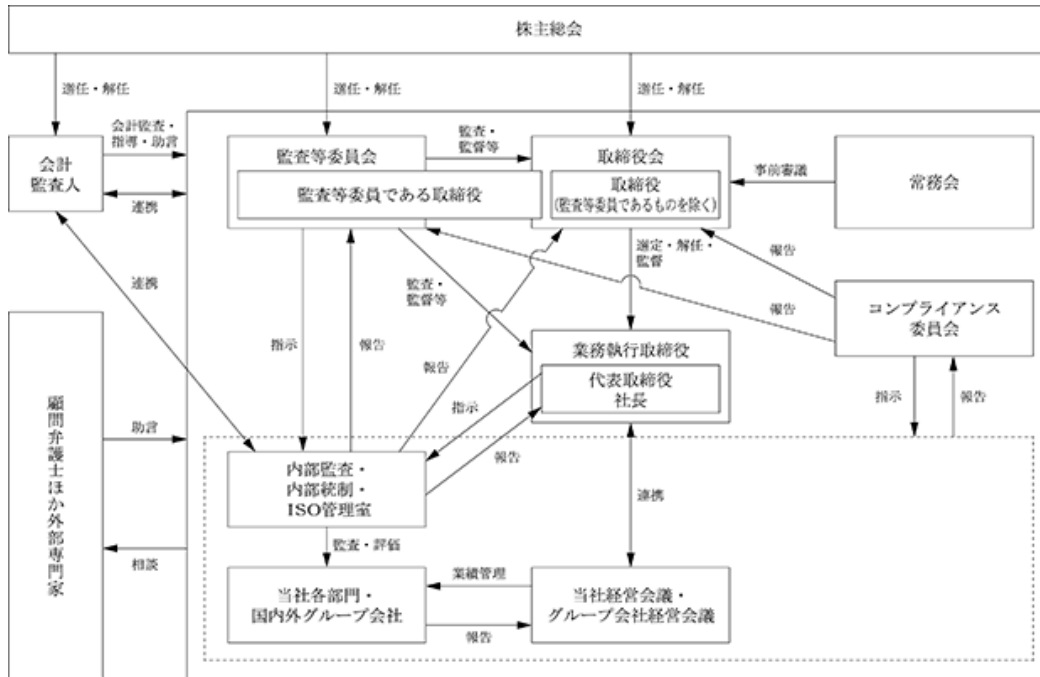 株主総会
選任・解任
選任・解任
選任・解任
会計監査・
指導・助言
会計
監査人
連携
監査等委員会
監査等委員である取締役
監査・
監督等
取締役会
取締役
(監査等委員であるものを除く)
事前審議
常務会
連携
選定・解任・
監督
報告
監査・
監督等
報告
コンプライアンス
委員会
指示
報告
報告
業務執行取締役
代表取締役
社長
指示
報告
指示
報告
顧問弁護士ほか外部専門家
助言
内部監査・
内部統制・
ISO管理室
連携
相談
監査・評価
当社各部門・
国内外グループ会社
業績管理
報告
当社経営会議・
グループ会社経営会議